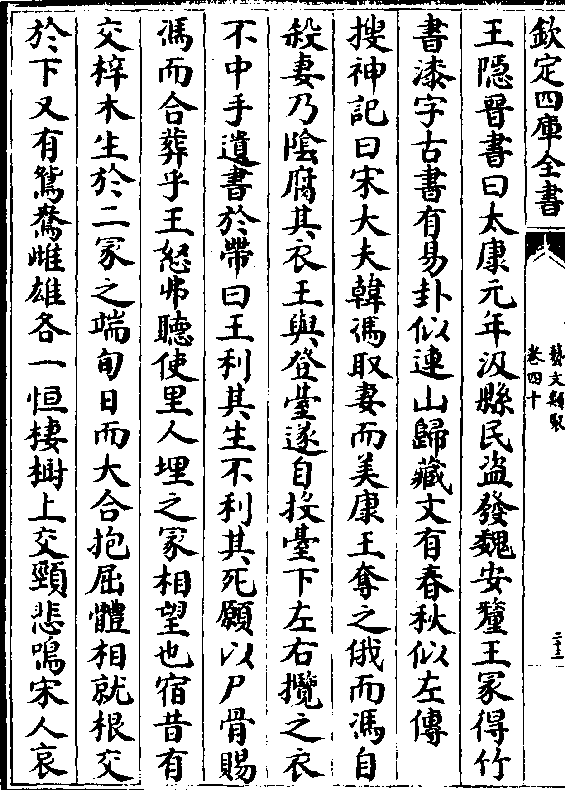 欽定四庫全書
藝文類聚
卷四十
二十三
王隱晉書曰太康元年汲縣民盜發魏安釐王冢得竹
書漆字古書有易卦似連山歸藏文有春秋似左傳
搜神記曰宋大夫韓馮取妻而美康王奪之俄而馮自
殺妻乃陰腐其衣王與登臺遂自投臺下左右攬之衣
不中手遺書於帶曰王利其生不利其死願以尸骨賜
馮而合葬乎王怒弗聽使里人埋之冢相望也宿昔有
交梓木生於二冢之端旬日而大合抱屈體相就根交
於下又有鴛鴦雌雄各一恒棲樹上交頸悲鳴宋人哀